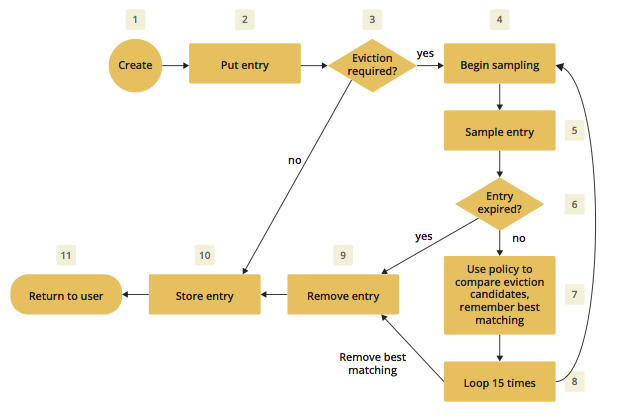 1
2
3
4
Create
Put entry
Eviction
required?
yes
Begin sampling
Sample entry
5
no
Entry
expired?
6
yes
no
11
10
9
Return to user
Store entry
Remove entry
Use policy to
compare eviction
candidates,
remember best
matching
7
Remove best
matching
Loop 15 times
8